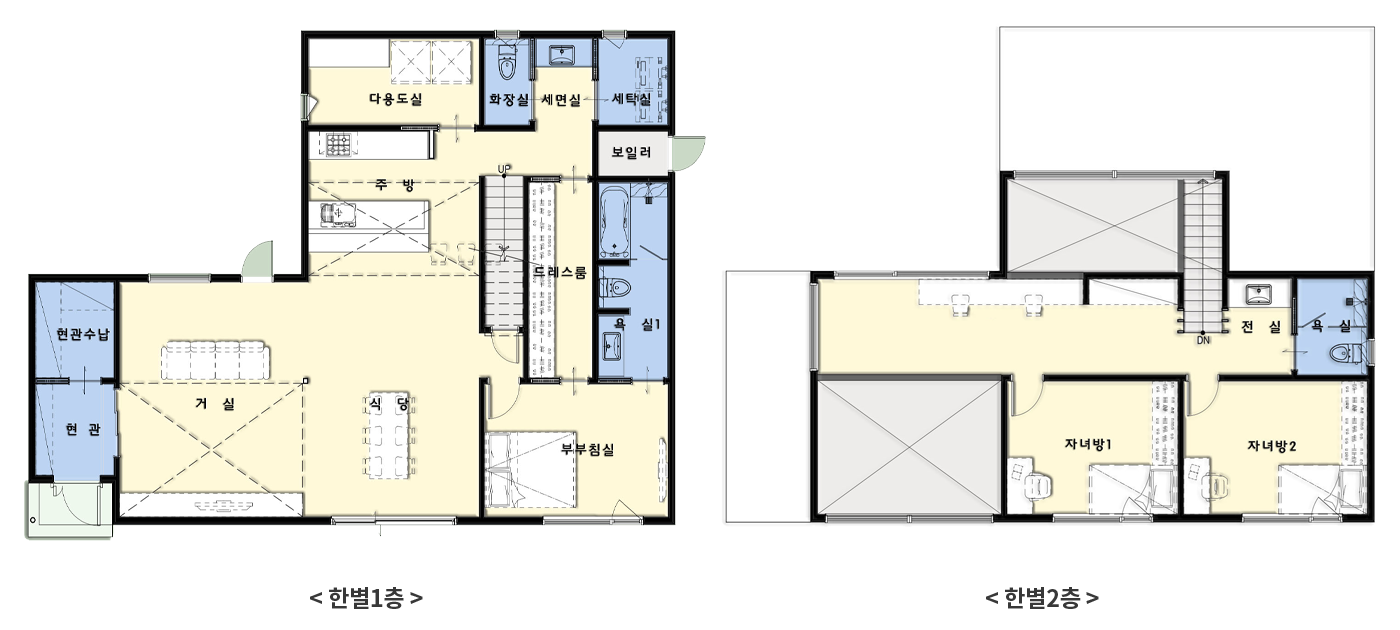 다용도실
화장실
세면실
세탁실
보일러
UP
주 방
드레스룸
현관수납
욕 실1
거 실
식 당
현 관
부부침실
전 실
욕 실
DN
자녀방1
자녀방2
< 한별1층 >
< 한별2층 >